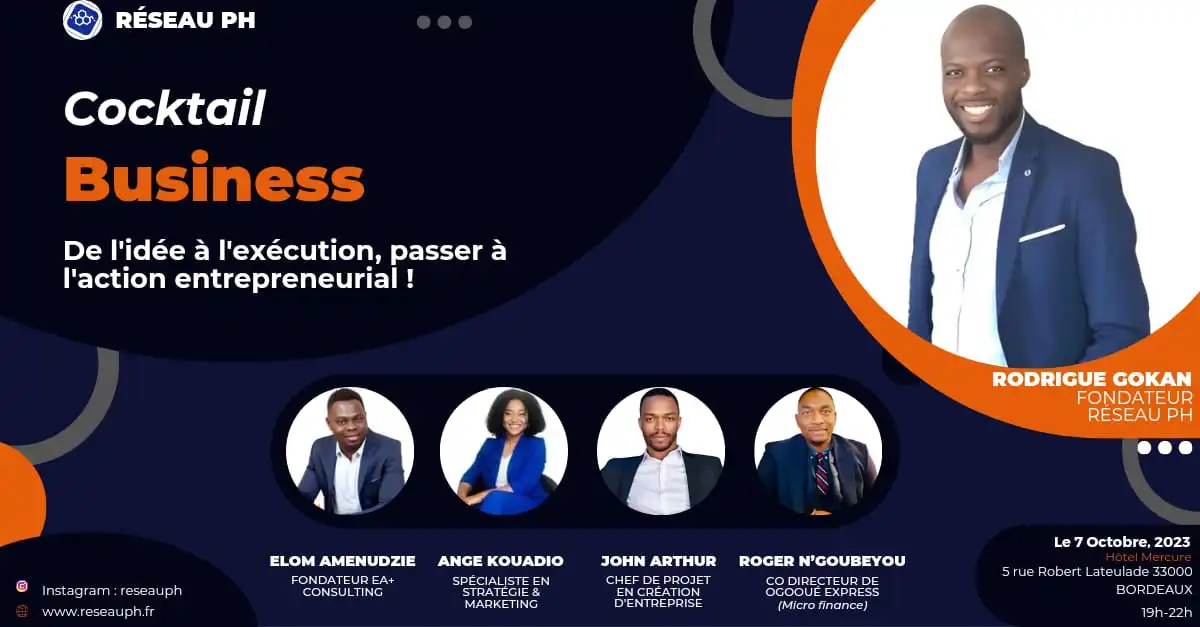 RÉSEAU PH
Cocktail
Business
De l'idée à l'exécution, passer à
l'action entrepreneurial !
RODRIGUE GOKAN
FONDATEUR
RÉSEAU PH
ELOM AMENUDZIE
FONDATEUR EA+
CONSULTING
ANGE KOUADIO
SPÉCIALISTE EN
STRATÉGIE &
MARKETING
JOHN ARTHUR
CHEF DE PROJET
EN CRÉATION
D'ENTREPRISE
ROGER N'GOUBEYOU
CO DIRECTEUR DE
OGOOUÉ EXPRESS
(Micro finance)
Instagram : reseauph
www.reseauph.fr
Le 7 Octobre, 2023
Hôtel Mercure
5 rue Robert Lateulade 33000
BORDEAUX
19h-22h